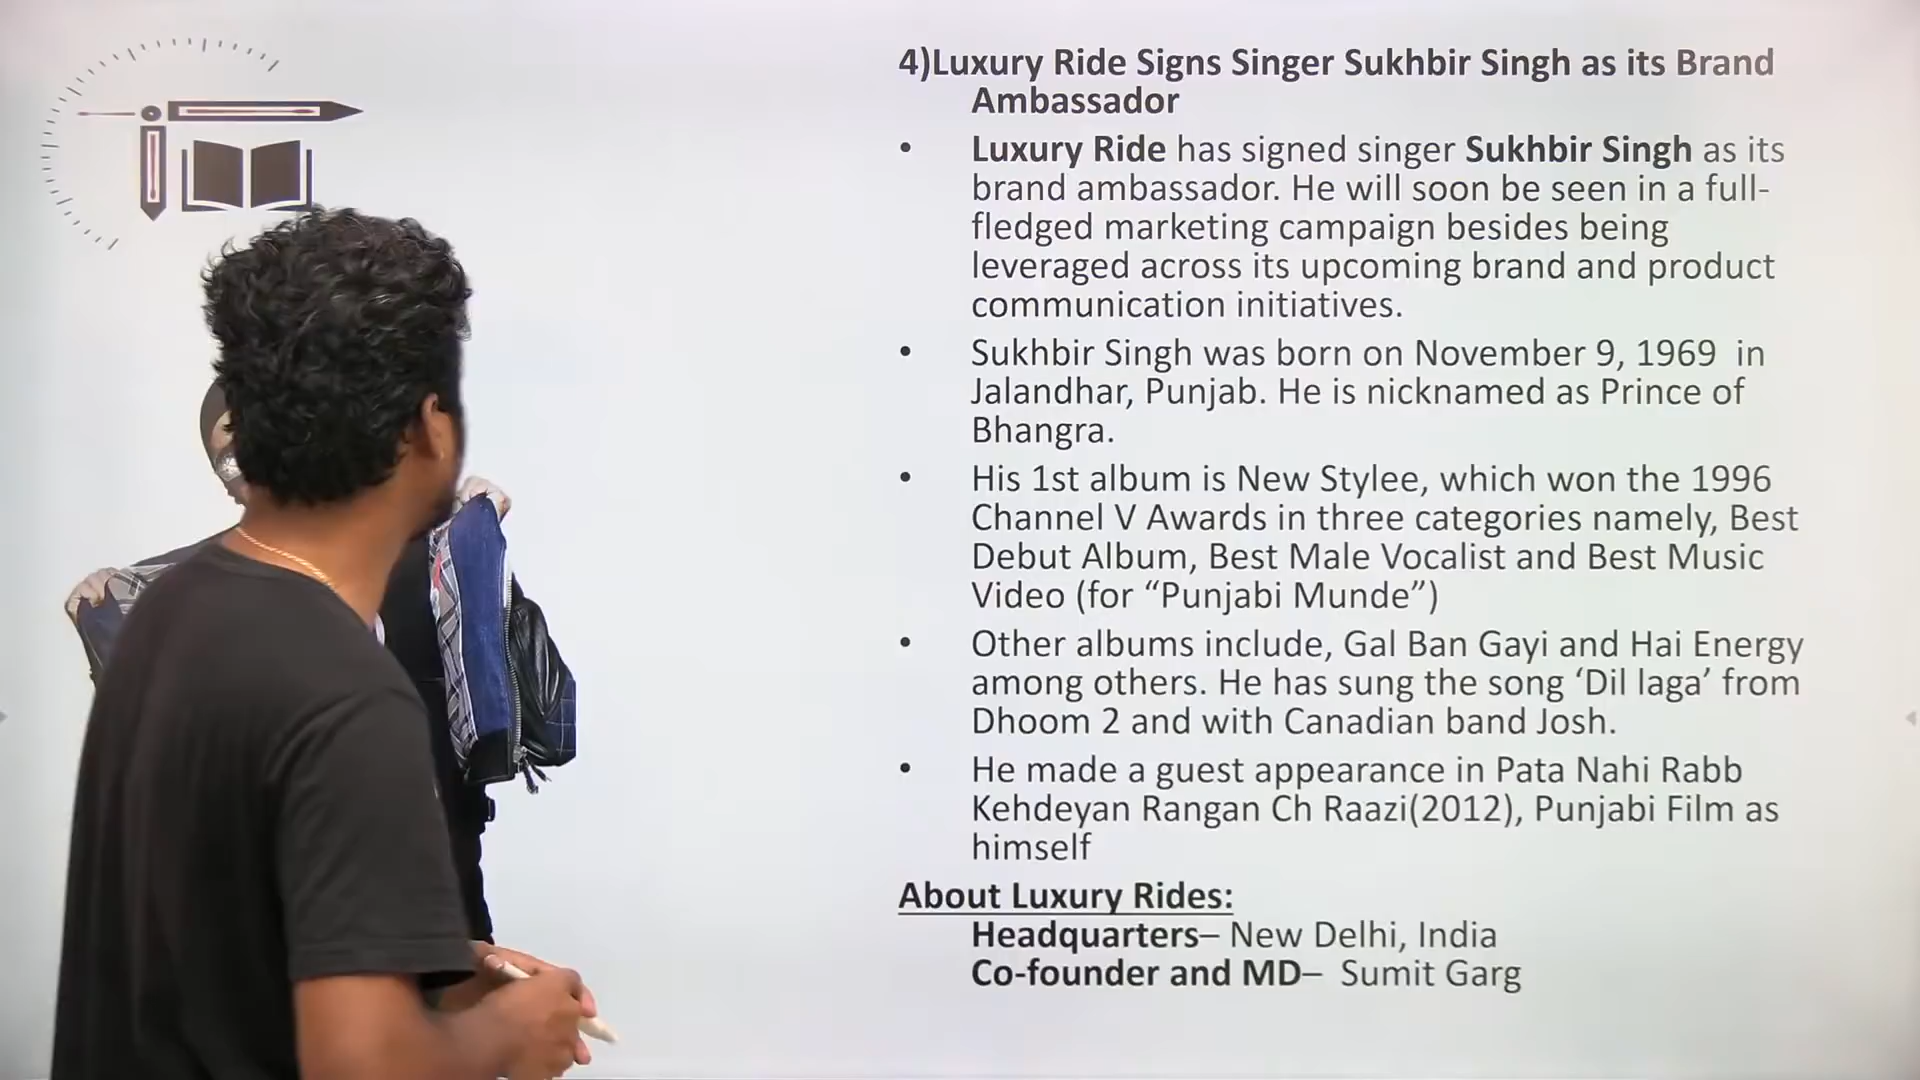 4)Luxury Ride Signs Singer Sukhbir Singh as its Brand
Ambassador
• Luxury Ride has signed singer Sukhbir Singh as its
brand ambassador. He will soon be seen in a full-
fledged marketing campaign besides being
leveraged across its upcoming brand and product
communication initiatives.
• Sukhbir Singh was born on November 9, 1969 in
Jalandhar, Punjab. He is nicknamed as Prince of
Bhangra.
• His 1st album is New Stylee, which won the 1996
Channel V Awards in three categories namely, Best
Debut Album, Best Male Vocalist and Best Music
Video (for “Punjabi Munde”)
• Other albums include, Gal Ban Gayi and Hai Energy
among others. He has sung the song ‘Dil laga’ from
Dhoom 2 and with Canadian band Josh.
• He made a guest appearance in Pata Nahi Rabb
Kehdeyan Rangan Ch Raazi(2012), Punjabi Film as
himself
About Luxury Rides:
Headquarters– New Delhi, India
Co-founder and MD– Sumit Garg